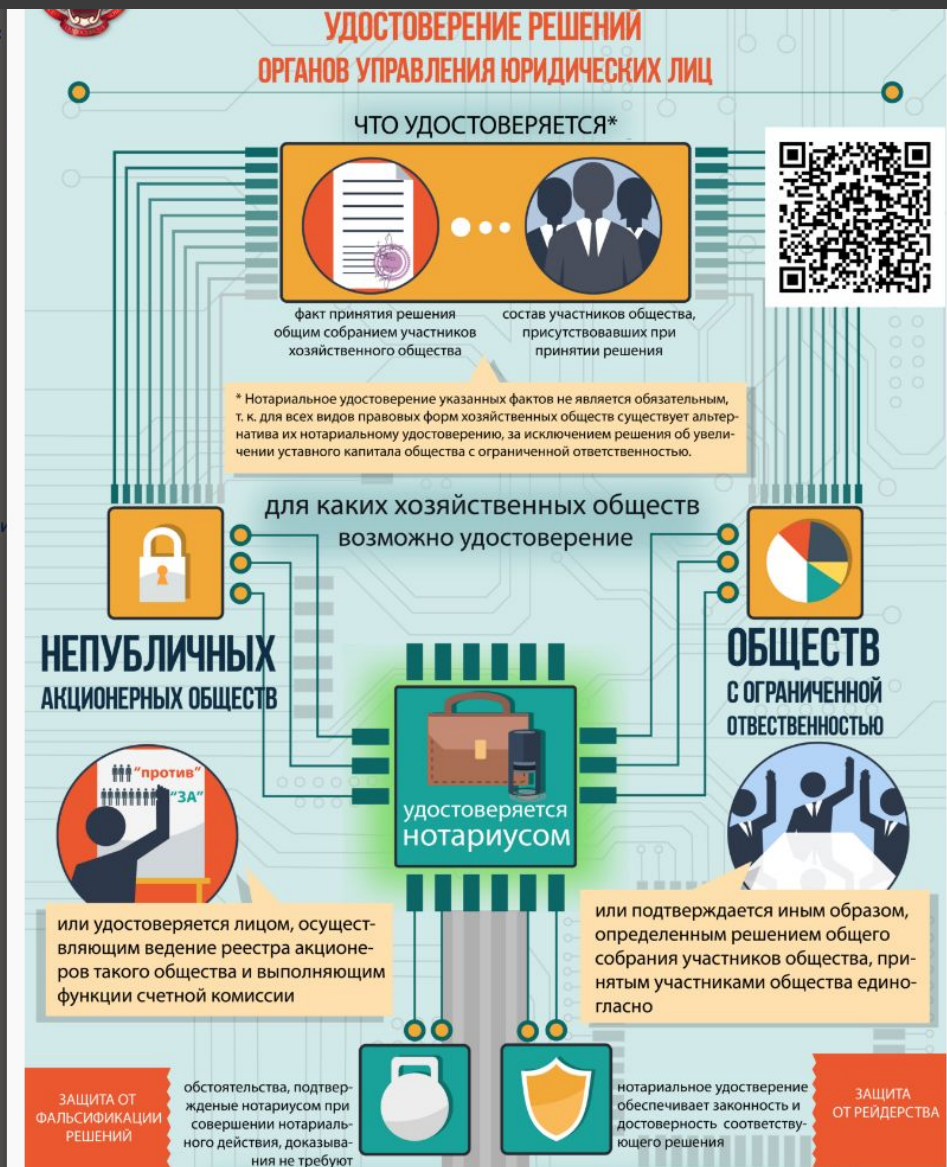 УДОСТОВЕРЕНИЕ РЕШЕНИЙ
ОРГАНОВ УПРАВЛЕНИЯ ЮРИДИЧЕСКИХ ЛИЦ
ЧТО УДОСТОВЕРЯЕТСЯ*
факт принятия решения
общим собранием участников
хозяйственного общества
состав участников общества,
присутствовавших при
принятии решения
* Нотариальное удостоверение указанных фактов не является обязательным,
т. к. для всех видов правовых форм хозяйственных обществ существует альтер-
натива их нотариальному удостоверению, за исключением решения об увели-
чении уставного капитала общества с ограниченной ответственностью.
для каких хозяйственных обществ
возможно удостоверение
НЕПУБЛИЧНЫХ
АКЦИОНЕРНЫХ ОБЩЕСТВ
ОБЩЕСТВ
С ОГРАНИЧЕННОЙ
ОТВЕСТВЕННОСТЬЮ
"против"
"ЗА"
удостоверяется
нотариусом
или удостоверяется лицом, осущест-
вляющим ведение реестра акционе-
ров такого общества и выполняющим
функции счетной комиссии
или подтверждается иным образом,
определенным решением общего
собрания участников общества, при-
нятым участниками общества едино-
гласно
ЗАЩИТА ОТ
ФАЛЬСИФИКАЦИИ
РЕШЕНИЙ
обстоятельства, подтвер-
жденые нотариусом при
совершении нотариаль-
ного действия, доказыва-
ния не требуют
нотариальное удостверение
обеспечивает законность и
достоверность соответству-
ющего решения
ЗАЩИТА
ОТ РЕЙДЕРСТВА